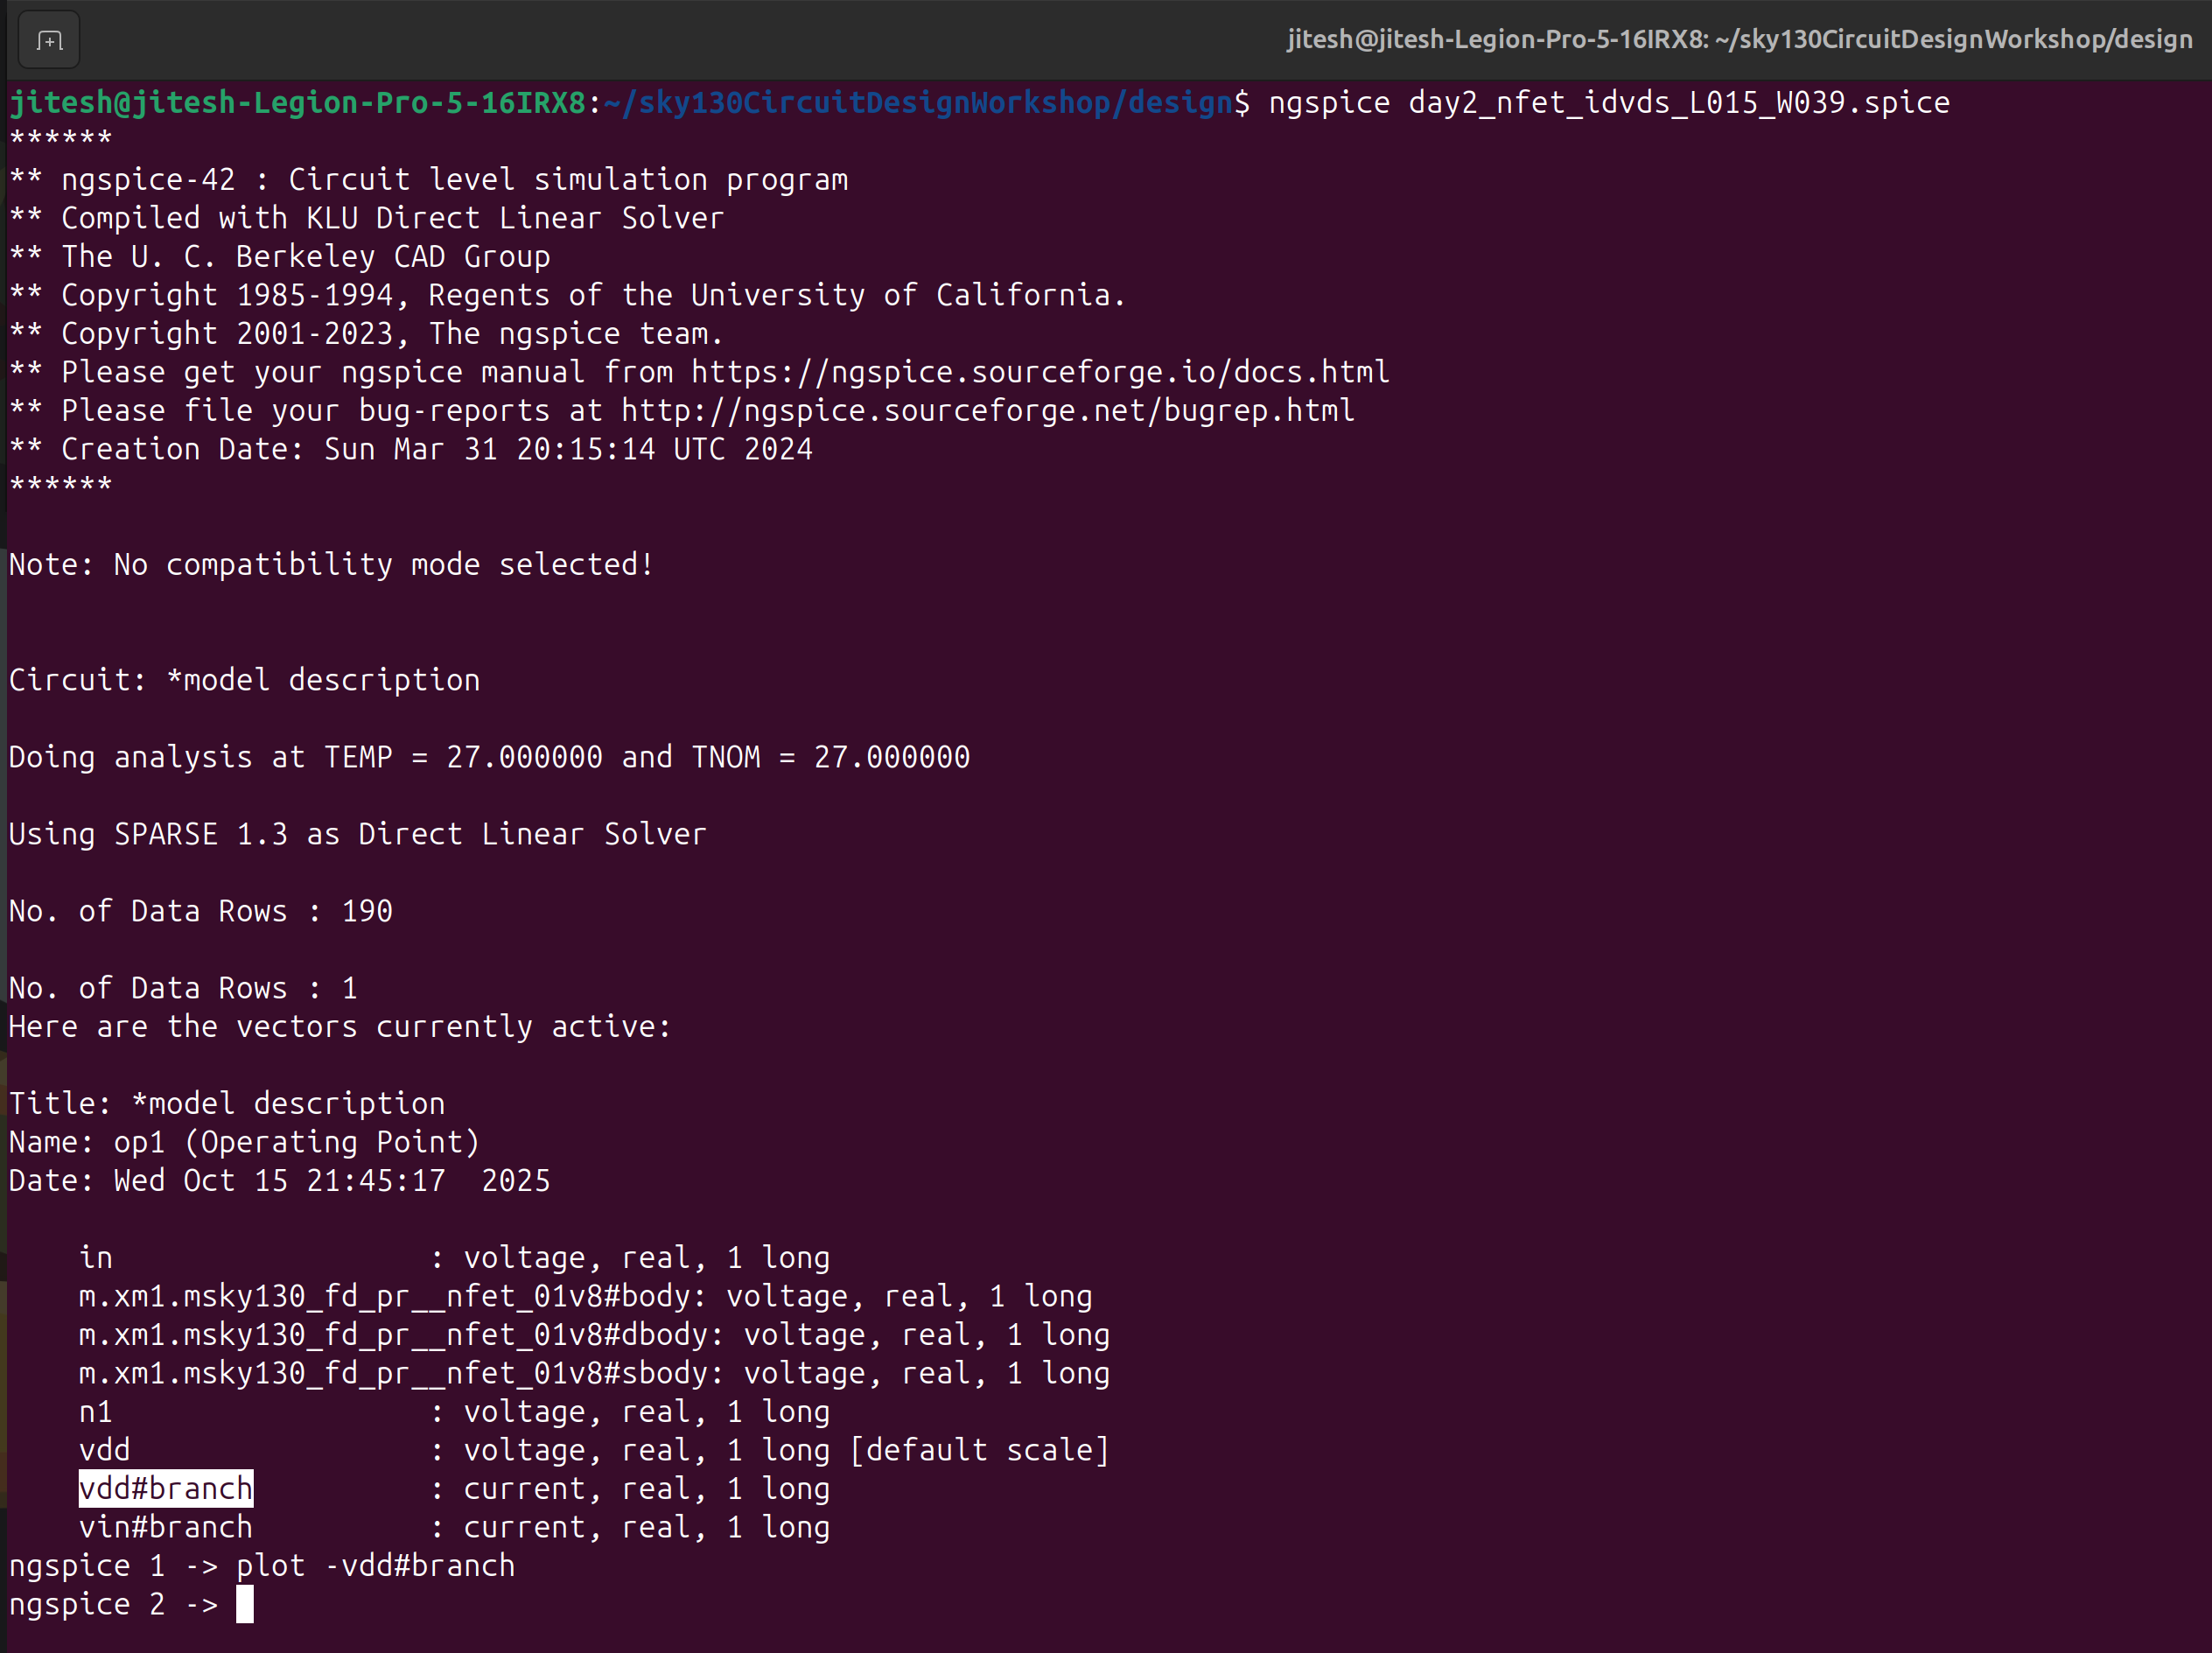 jitesh@jitesh-Legion-Pro-5-16IRX8: ~/sky130CircuitDesignWorkshop/design
jitesh@jitesh-Legion-Pro-5-16IRX8:~/sky130CircuitDesignWorkshop/design$ ngspice day2_nfet_idvds_L015_W039.spice
******
** ngspice-42 : Circuit level simulation program
** Compiled with KLU Direct Linear Solver
** The U. C. Berkeley CAD Group
** Copyright 1985-1994, Regents of the University of California.
** Copyright 2001-2023, The ngspice team.
** Please get your ngspice manual from https://ngspice.sourceforge.io/docs.html
** Please file your bug-reports at http://ngspice.sourceforge.net/bugrep.html
** Creation Date: Sun Mar 31 20:15:14 UTC 2024
******
Note: No compatibility mode selected!
Circuit: *model description
Doing analysis at TEMP = 27.000000 and TNOM = 27.000000
Using SPARSE 1.3 as Direct Linear Solver
No. of Data Rows : 190
No. of Data Rows : 1
Here are the vectors currently active:
Title: *model description
Name: op1 (Operating Point)
Date: Wed Oct 15 21:45:17  2025
in                  : voltage, real, 1 long
m.xm1.msky130_fd_pr__nfet_01v8#body: voltage, real, 1 long
m.xm1.msky130_fd_pr__nfet_01v8#dbody: voltage, real, 1 long
m.xm1.msky130_fd_pr__nfet_01v8#sbody: voltage, real, 1 long
n1                  : voltage, real, 1 long
vdd                 : voltage, real, 1 long [default scale]
vdd#branch          : current, real, 1 long
vin#branch          : current, real, 1 long
ngspice 1 -> plot -vdd#branch
ngspice 2 ->